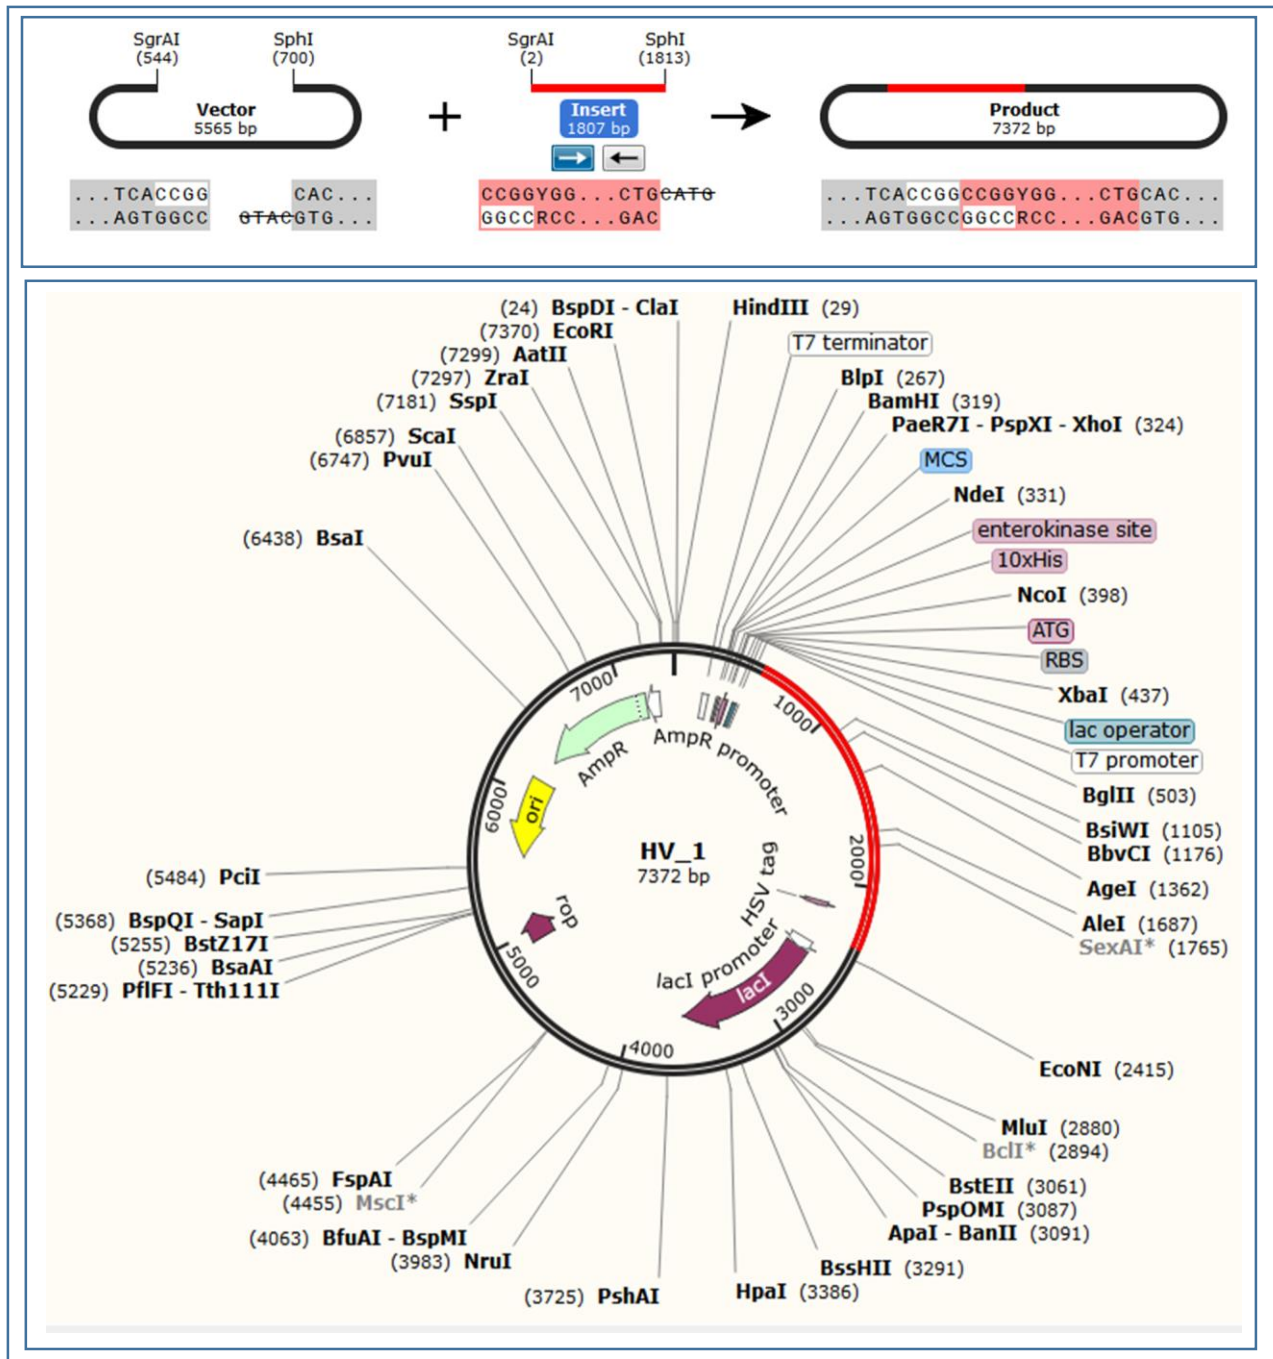 SgrAI SphI SgrAI SphI
(544) (700) (2) (1813)
Vector + Insert Product
5565 bp 1807 bp 7372 bp
...TCACCGG CAC... CCGGYGG...CTGCATG ...TCACCGGCCGGYGG...CTGCAC...
...AGTGGCC GTACGTG... GGCCRCC...GAC ...AGTGGCCGGCCRCC...GACGTG...
(24) BspDI - ClaI HindIII (29)
(7370) EcoRI
T7 terminator
(7299) AatII
(7297) ZraI BlpI (267)
(7181) SspI BamHI (319)
PaeR7I - PspXI - XhoI (324)
(6857) ScaI
(6747) PvuI MCS
NdeI (331)
enterokinase site
(6438) BsaI
10xHis
NcoI (398)
ATG
RBS
XbaI (437)
lac operator
T7 promoter
BglII (503)
BsiWI (1105)
BbvCI (1176)
AgeI (1362)
AleI (1687)
SexAI* (1765)
7000 1000
AmpR promoter
AmpR
6000 ori
2000
HV_1
7372 bp
HSV tag
(5484) PciI
(5368) BspQI - SapI
(5255) BstZ17I
(5236) BsaAI
(5229) PflFI - Tth111I
rop
lacI promoter
lacI
5000
3000
4000
EcoNI (2415)
MluI (2880)
BclI* (2894)
(4465) FspAI
(4455) MscI*
BstEII (3061)
PspOMI (3087)
ApaI - BanII (3091)
(4063) BfuAI - BspMI
(3983) NruI
BssHII (3291)
(3725) PshAI HpaI (3386)